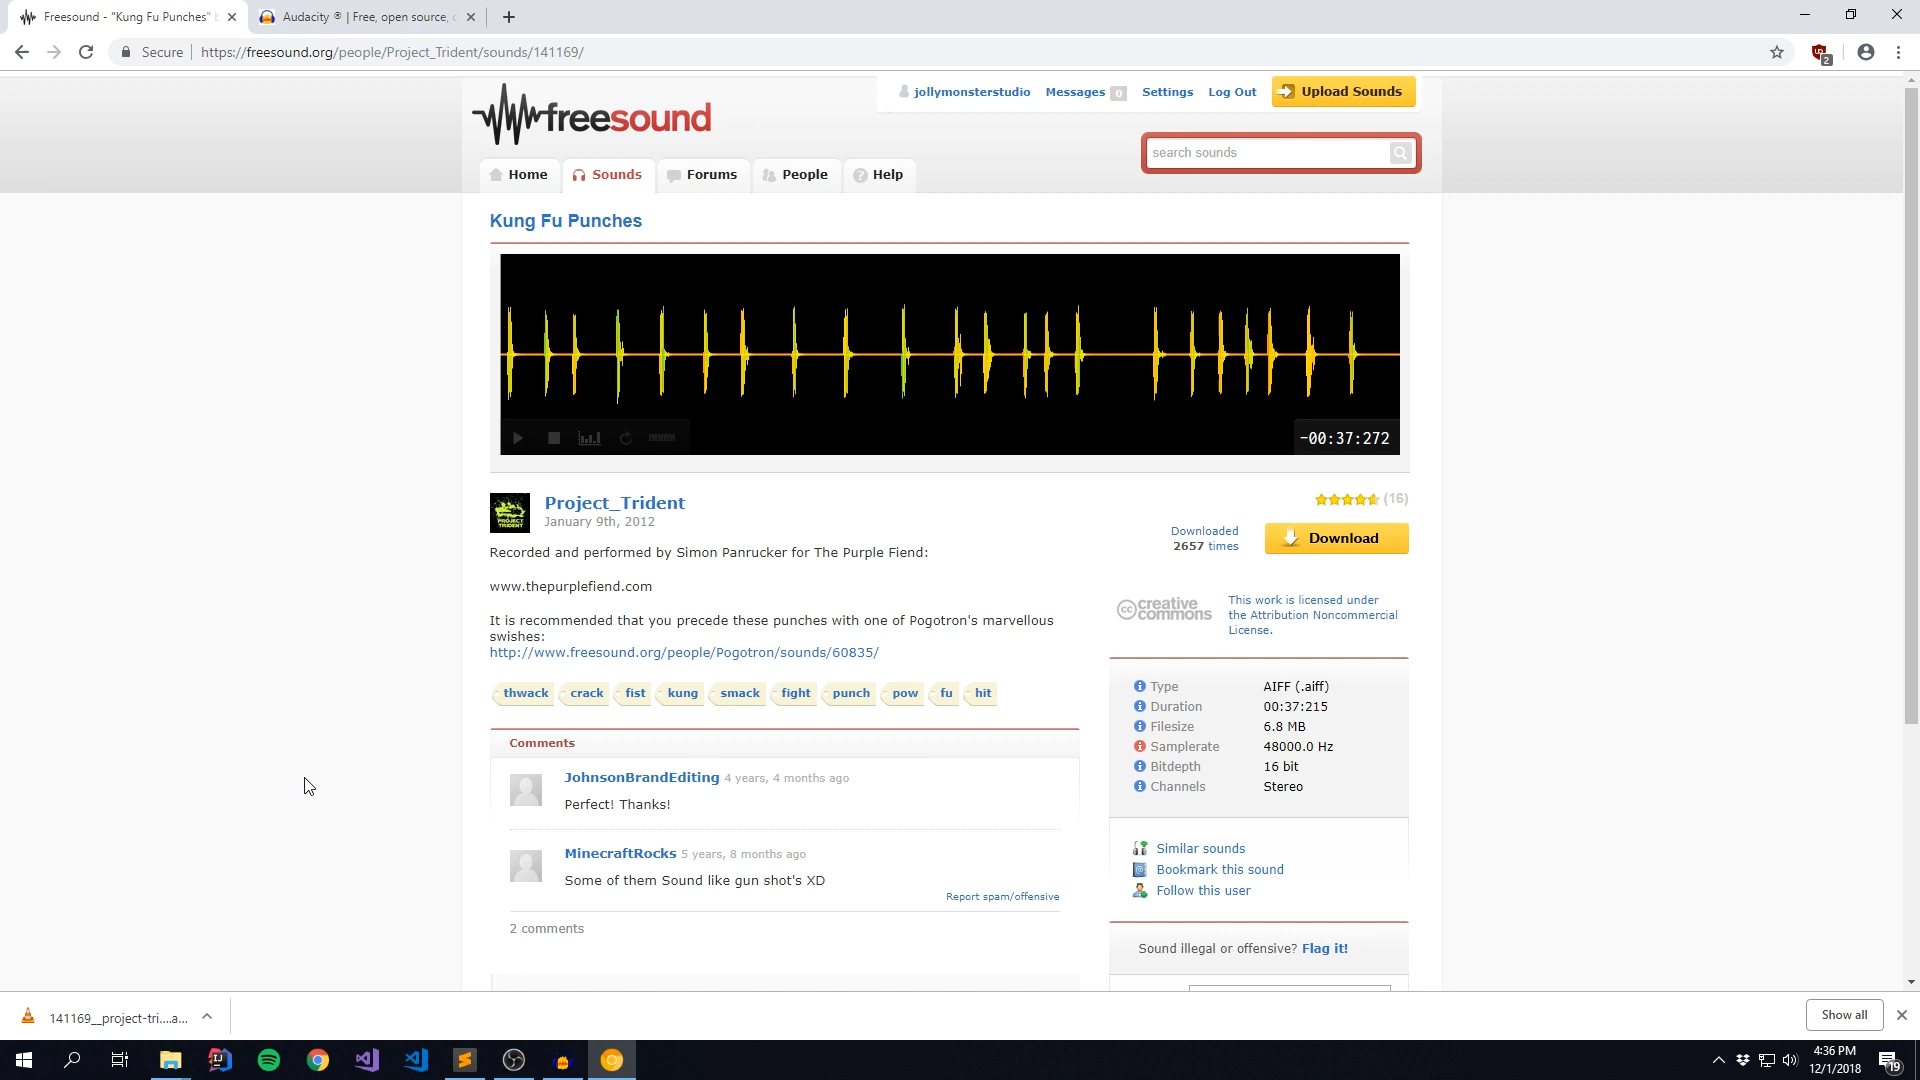 Freesound - "Kung Fu Punches"
Audacity ® | Free, open source,
Secure
https://freesound.org/people/Project_Trident/sounds/141169/
2
jollymonsterstudio
Messages 0
Settings
Log Out
Upload Sounds
freesound
search sounds
Home
Sounds
Forums
People
Help
Kung Fu Punches
-00:37:272
PROJECT
TRIDENT
Project_Trident
January 9th, 2012
(16)
Downloaded
2657 times
Download
Recorded and performed by Simon Panrucker for The Purple Fiend:
www.thepurplefiend.com
It is recommended that you precede these punches with one of Pogotron's marvellous
swishes:
http://www.freesound.org/people/Pogotron/sounds/60835/
cc creative
commons
This work is licensed under
the Attribution Noncommercial
License.
thwack crack fist kung smack fight punch pow fu hit
Type AIFF (.aiff)
Duration 00:37:215
Filesize 6.8 MB
Samplerate 48000.0 Hz
Bitdepth 16 bit
Channels Stereo
Comments
JohnsonBrandEditing 4 years, 4 months ago
Perfect! Thanks!
MinecraftRocks 5 years, 8 months ago
Some of them Sound like gun shot's XD
Report spam/offensive
2 comments
Similar sounds
Bookmark this sound
Follow this user
Sound illegal or offensive? Flag it!
141169__project-tri....a...
Show all
IJ
4:36 PM
12/1/2018
19